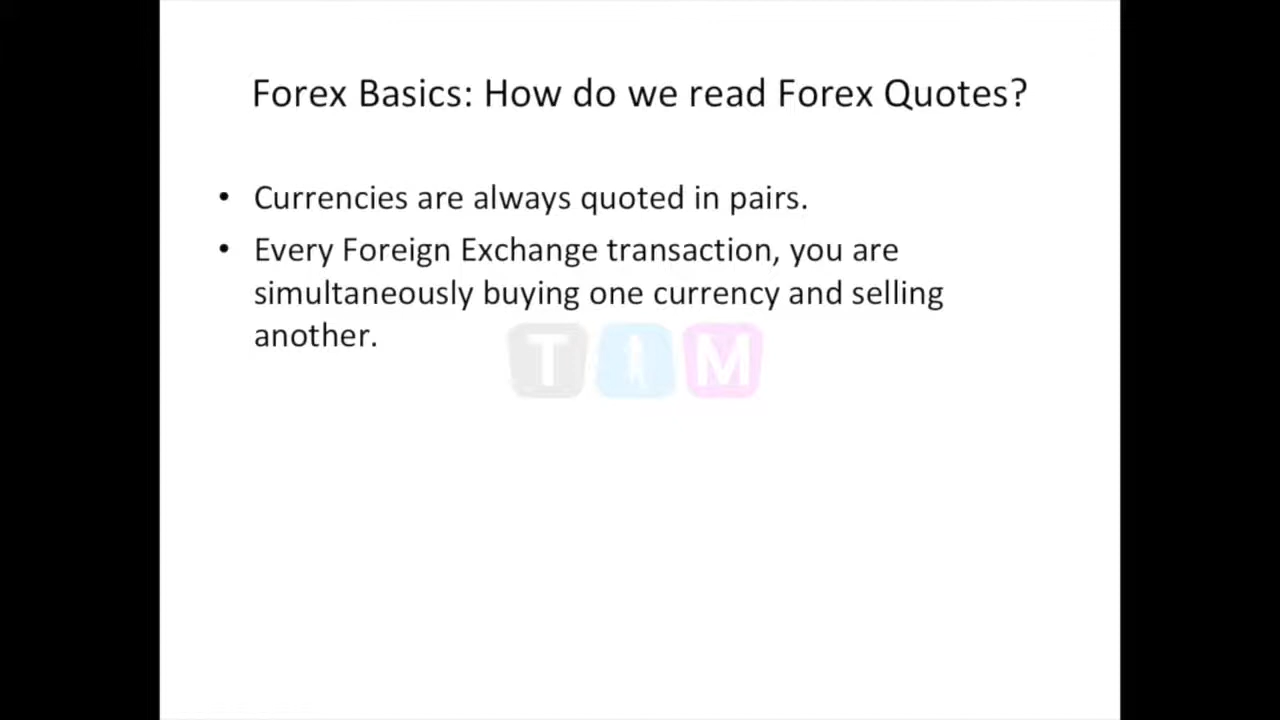 Forex Basics: How do we read Forex Quotes?
• Currencies are always quoted in pairs.
• Every Foreign Exchange transaction, you are
simultaneously buying one currency and selling
another.
TIM